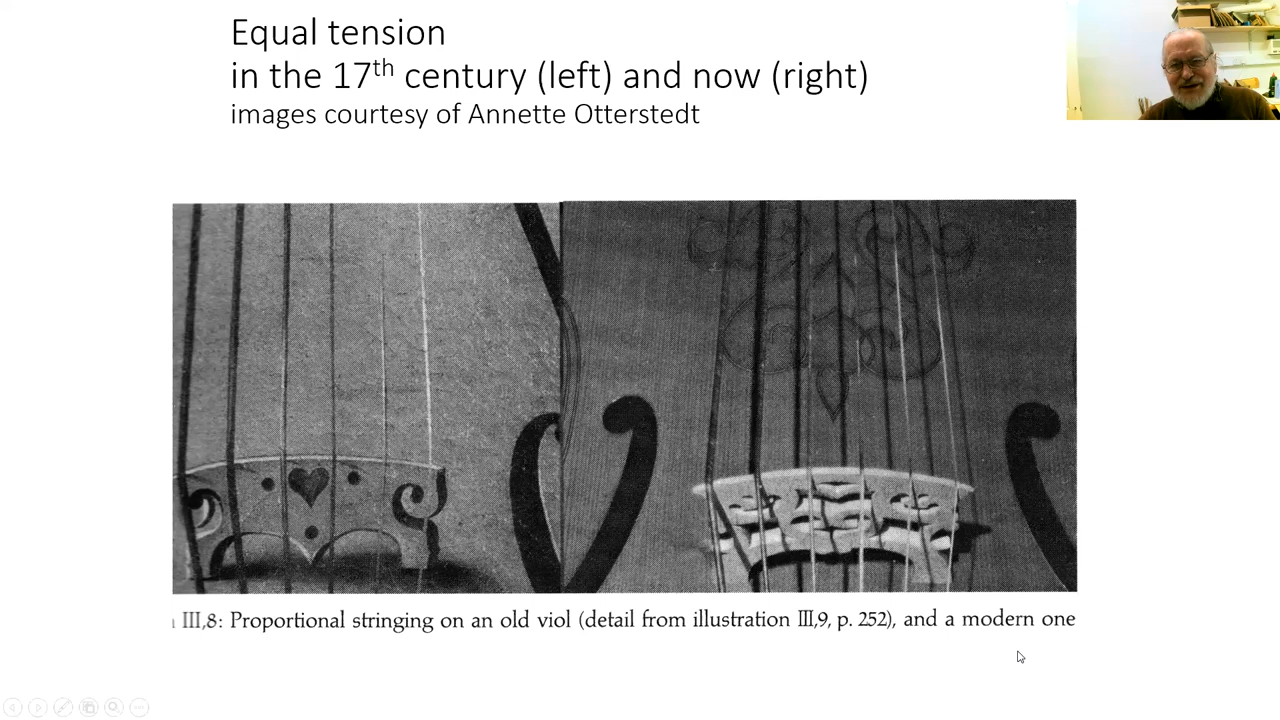 Equal tension
in the 17th century (left) and now (right)
images courtesy of Annette Otterstedt
III,8: Proportional stringing on an old viol (detail from illustration III,9, p. 252), and a modern one